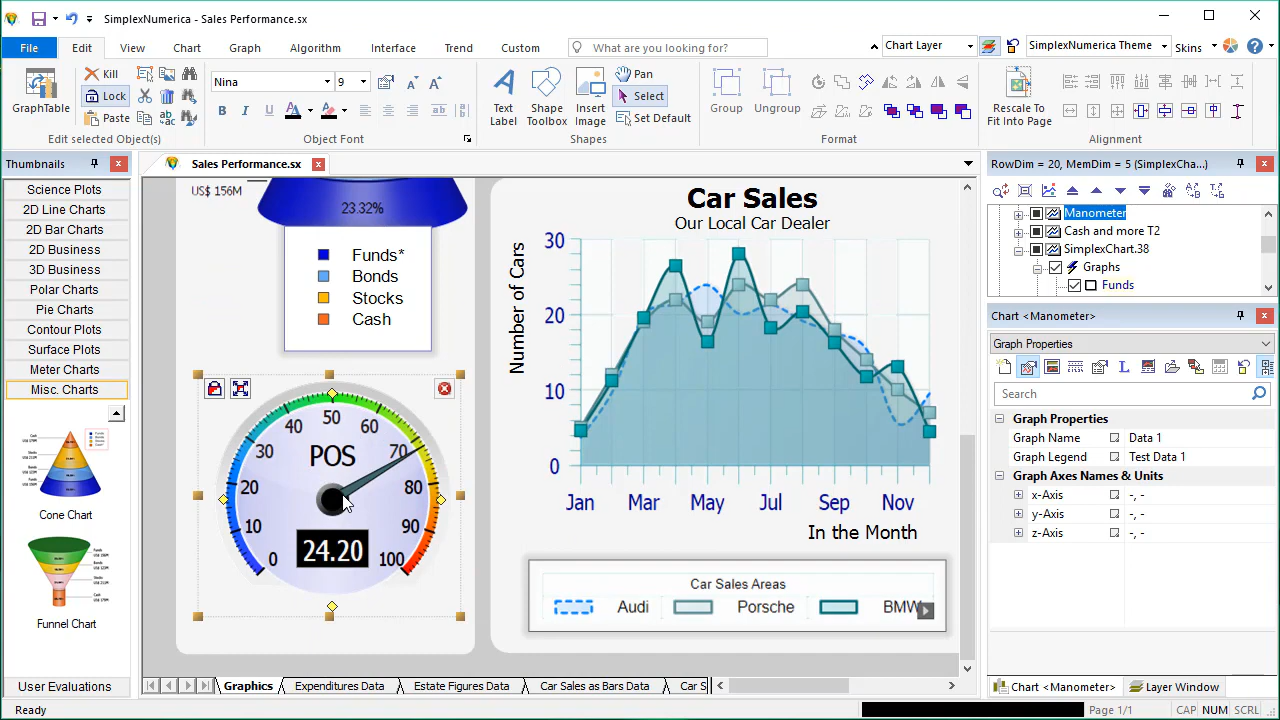 SimplexNumerica - Sales Performance.sx
File Edit View Chart Graph Algorithm Interface Trend Custom What are you looking for? Chart Layer SimplexNumerica Theme Skins
GraphTable
Kill
Lock
Paste
Edit selected Object(s)
Nina 9
B I U A
Object Font
Text Label
Shape Toolbox
Insert Image
Pan
Select
Set Default
Shapes
Group
Ungroup
Format
Rescale To Fit Into Page
Alignment
Thumbnails
Science Plots
2D Line Charts
2D Bar Charts
2D Business
3D Business
Polar Charts
Pie Charts
Contour Plots
Surface Plots
Meter Charts
Misc. Charts
Cone Chart
Funnel Chart
User Evaluations
Sales Performance.sx
US$ 156M
23.32%
Funds*
Bonds
Stocks
Cash
POS
0 10 20 30 40 50 60 70 80 90 100
24.20
Car Sales
Our Local Car Dealer
Number of Cars
30
20
10
0
Jan Mar May Jul Sep Nov
In the Month
Car Sales Areas
Audi Porsche BMW
Graphics Expenditures Data Estate Figures Data Car Sales as Bars Data Car S
RowDim = 20, MemDim = 5 (SimplexCha...)
Manometer
Cash and more T2
SimplexChart.38
Graphs
Funds
Chart <Manometer>
Graph Properties
Search
Graph Properties
Graph Name Data 1
Graph Legend Test Data 1
Graph Axes Names & Units
x-Axis -, -
y-Axis -, -
z-Axis -, -
Chart <Manometer> Layer Window
Ready Page 1/1 CAP NUM SCRL